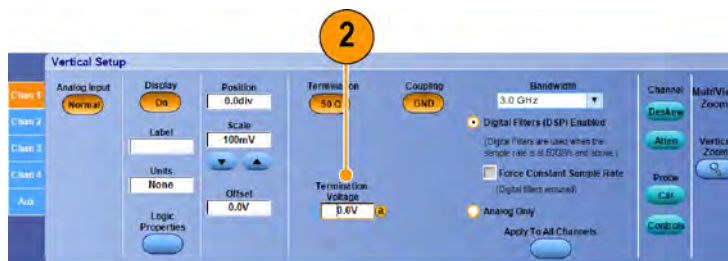 2
Vertical Setup
Chan 1
Chan 2
Chan 3
Chan 4
Aux
Analog Input
Normal
Display
On
Label
Units
None
Logic
Properties
Position
0.0div
Scale
100mV
Offset
0.0V
Termination
50 Ω
Termination
Voltage
0.0V
a
Coupling
GND
Bandwidth
3.0 GHz
Digital Filters (DSP) Enabled
(Digital Filters are used when the
sample rate is at 50GS/s and above.)
Force Constant Sample Rate
(Digital filters ensured)
Analog Only
Apply To All Channels
Channel
Deskew
Atten
Probe
Cal
Controls
MultiView
Zoom
Vertical
Zoom